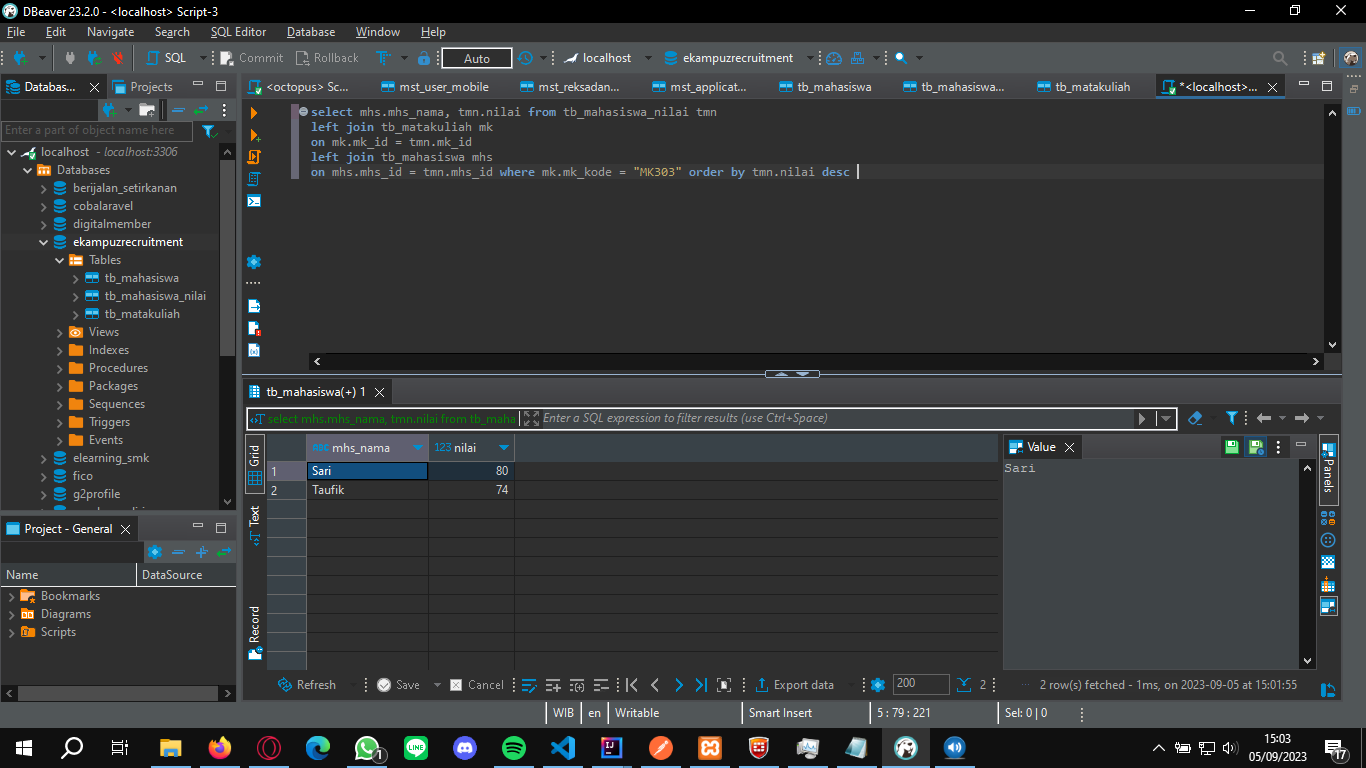 DBeaver 23.2.0 - <localhost> Script-3
File Edit Navigate Search SQL Editor Database Window Help
SQL Commit Rollback Auto localhost ekampuzrecruitment
Databas... Projects
<octopus> Sc... mst_user_mobile mst_reksadan... mst_applicat... tb_mahasiswa tb_mahasiswa... tb_matakuliah *<localhost>...
Enter a part of object name here
localhost - localhost:3306
Databases
berijalan_setirkanan
cobalaravel
digitalmember
ekampuzrecruitment
Tables
tb_mahasiswa
tb_mahasiswa_nilai
tb_matakuliah
Views
Indexes
Procedures
Packages
Sequences
Triggers
Events
elearning_smk
fico
g2profile
select mhs.mhs_nama, tmn.nilai from tb_mahasiswa_nilai tmn
left join tb_matakuliah mk
on mk.mk_id = tmn.mk_id
left join tb_mahasiswa mhs
on mhs.mhs_id = tmn.mhs_id where mk.mk_kode = "MK303" order by tmn.nilai desc
tb_mahasiswa(+) 1
select mhs.mhs_nama, tmn.nilai from tb_maha
Enter a SQL expression to filter results (use Ctrl+Space)
Grid
Text
Record
ABC mhs_nama 123 nilai
1 Sari 80
2 Taufik 74
Value
Sari
Panels
Project - General
Name DataSource
Bookmarks
Diagrams
Scripts
Refresh Save Cancel Export data 200 2 2 row(s) fetched - 1ms, on 2023-09-05 at 15:01:55
WIB en Writable Smart Insert 5 : 79 : 221 Sel: 0 | 0
1
15:03
05/09/2023
17